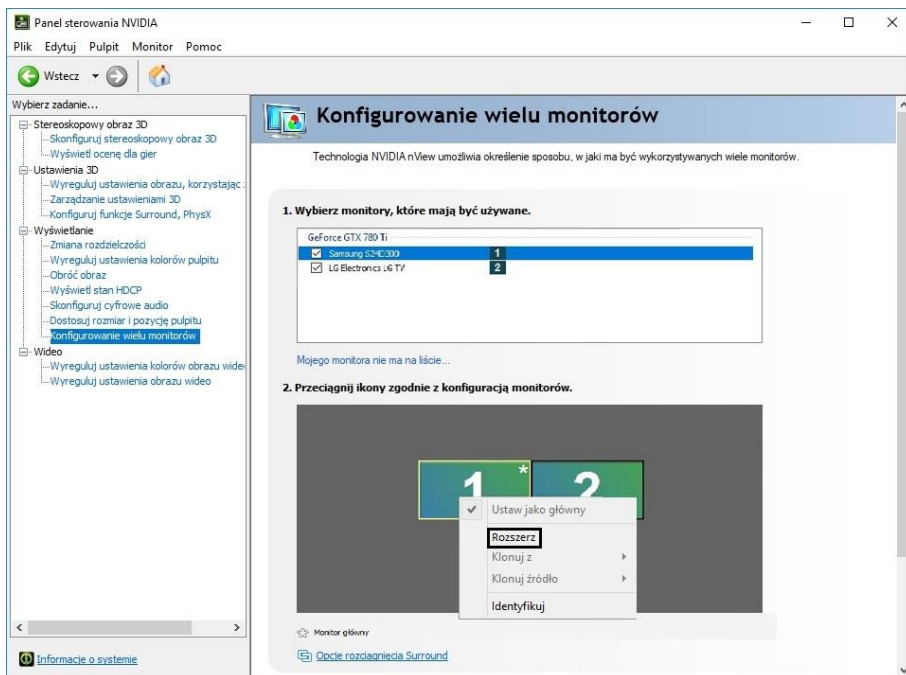 Panel sterowania NVIDIA
Plik Edytuj Pulpit Monitor Pomoc
Wstecz
Wybierz zadanie...
Stereoskopowy obraz 3D
Skonfiguruj stereoskopowy obraz 3D
Wyświetl ocenę dla gier
Ustawienia 3D
Wyreguluj ustawienia obrazu, korzystając
Zarządzanie ustawieniami 3D
Konfiguruj funkcje Surround, PhysX
Wyświetlanie
Zmiana rozdzielczości
Wyreguluj ustawienia kolorów pulpitu
Obróć obraz
Wyświetl stan HDCP
Skonfiguruj cyfrowe audio
Dostosuj rozmiar i pozycję pulpitu
Konfigurowanie wielu monitorów
Wideo
Wyreguluj ustawienia kolorów obrazu wide
Wyreguluj ustawienia obrazu wideo
Informacje o systemie
Konfigurowanie wielu monitorów
Technologia NVIDIA nView umożliwia określenie sposobu, w jaki ma być wykorzystywanych wiele monitorów.
1. Wybierz monitory, które mają być używane.
GeForce GTX 780 Ti
Samsung S24D300 1
LG Electronics LG TV 2
Mojego monitora nie ma na liście...
2. Przeciągnij ikony zgodnie z konfiguracją monitorów.
1 * 2
Ustaw jako główny
Rozszerz
Klonuj z
Klonuj źródło
Identyfikuj
Monitor główny
Opcje rozciągnięcia Surround